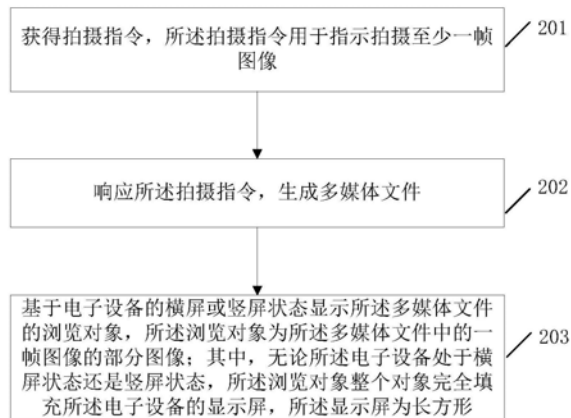 获得拍摄指令，所述拍摄指令用于指示拍摄至少一帧
图像
201
响应所述拍摄指令，生成多媒体文件
202
基于电子设备的横屏或竖屏状态显示所述多媒体文件
的浏览对象，所述浏览对象为所述多媒体文件中的一
帧图像的部分图像；其中，无论所述电子设备处于横
屏状态还是竖屏状态，所述浏览对象整个对象完全填
充所述电子设备的显示屏，所述显示屏为长方形
203